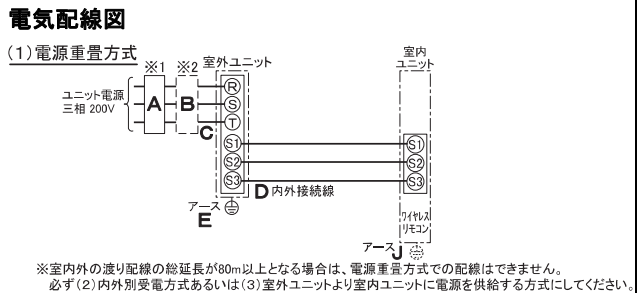 電気配線図
(1)電源重畳方式
※1 ※2 室外ユニット 室内
ユニット
ユニット電源
三相 200V
A B C
R
S
T
S1 S1
S2 S2
S3 S3
D 内外接続線
アース
E
ワイヤレス
リモコン
アース J
※室内外の渡り配線の総延長が80m以上となる場合は、電源重畳方式での配線はできません。
必ず(2)内外別受電方式あるいは(3)室外ユニットより室内ユニットに電源を供給する方式にしてください。